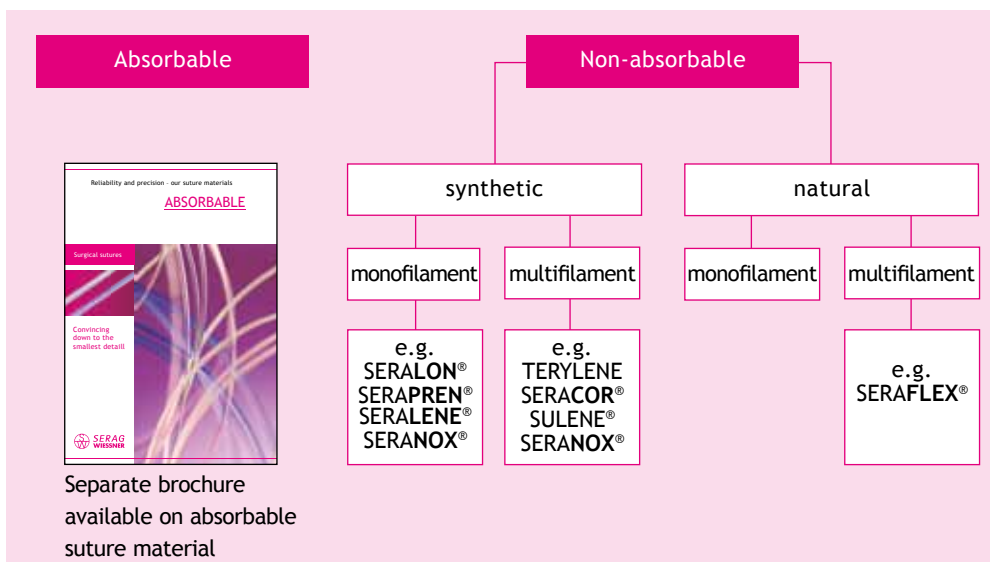 Absorbable
Non-absorbable
Reliability and precision - our suture materials
ABSORBABLE
Surgical sutures
Convincing
down to the
smallest detaill
SERAG
WIESSNER
Separate brochure
available on absorbable
suture material
synthetic
natural
monofilament
multifilament
monofilament
multifilament
e.g.
SERALON®
SERAPREN®
SERALENE®
SERANOX®
e.g.
TERYLENE
SERACOR®
SULENE®
SERANOX®
e.g.
SERAFLEX®